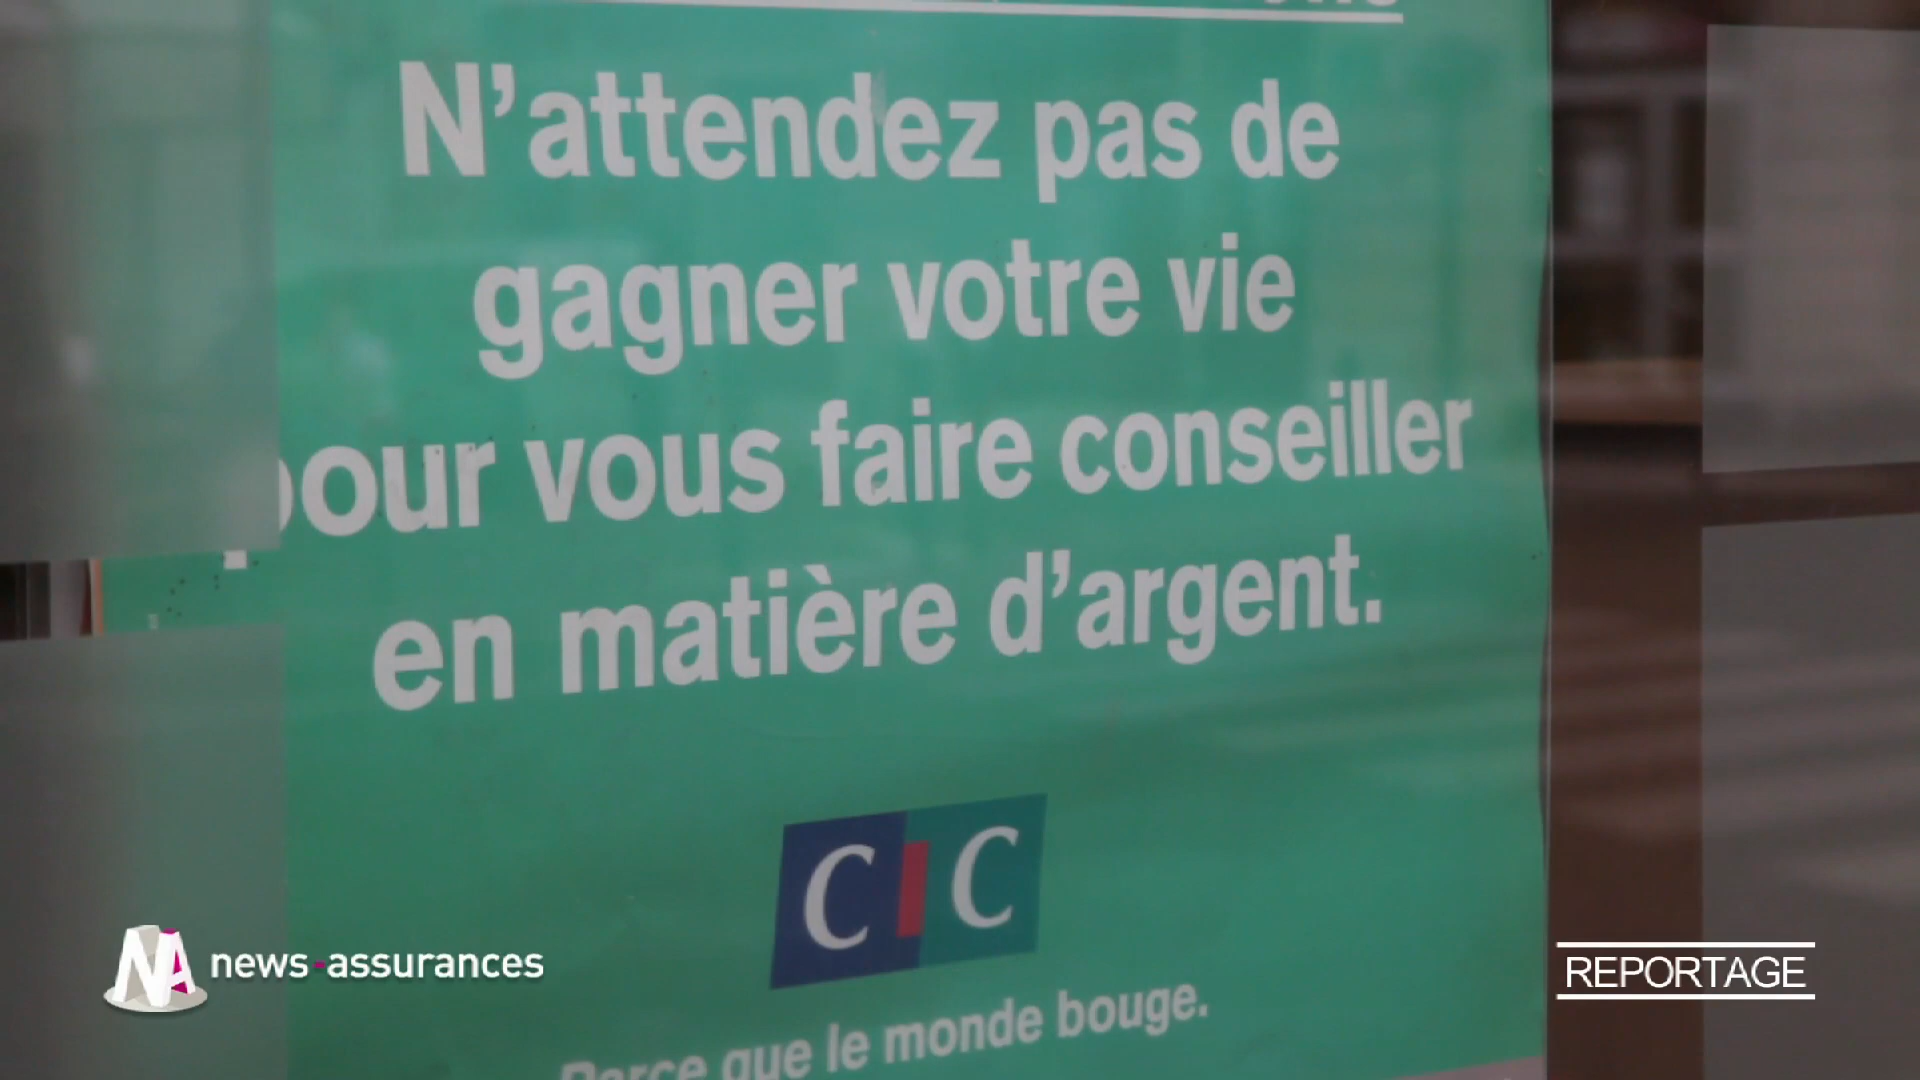 N'attendez pas de
gagner votre vie
pour vous faire conseiller
en matière d'argent.
CIC
Parce que le monde bouge.
NA news-assurances
REPORTAGE